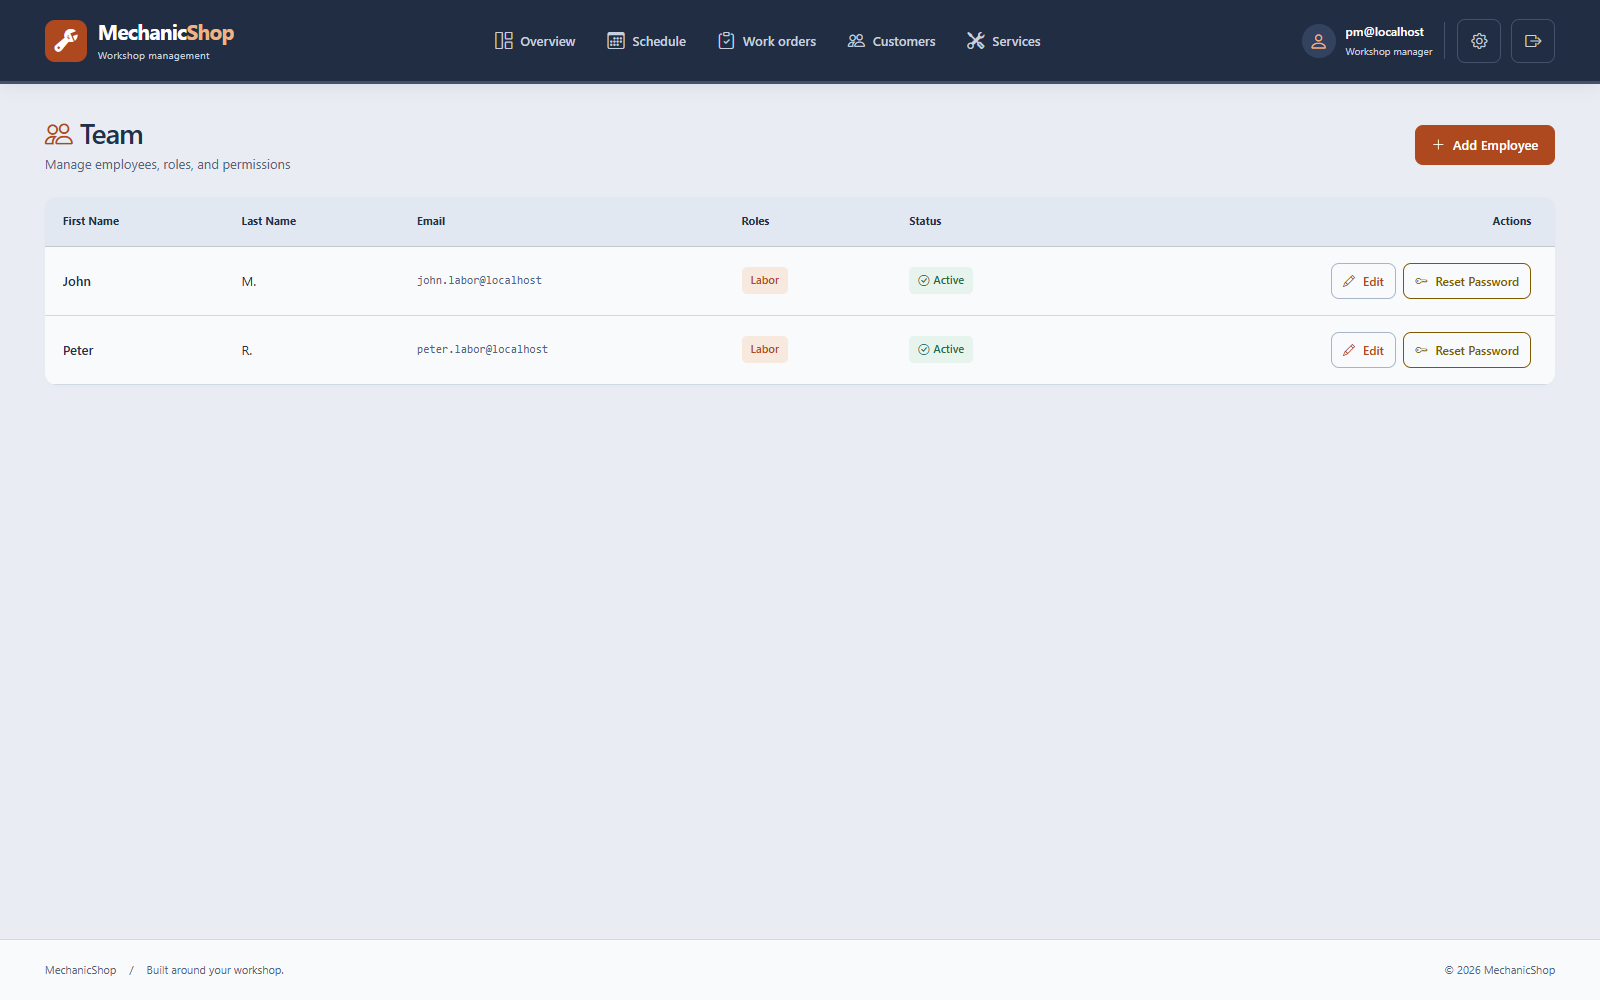 MechanicShop
Workshop management
Overview
Schedule
Work orders
Customers
Services
pm@localhost
Workshop manager
Team
Manage employees, roles, and permissions
+ Add Employee
First Name Last Name Email Roles Status Actions
John M. john.labor@localhost Labor Active Edit Reset Password
Peter R. peter.labor@localhost Labor Active Edit Reset Password
MechanicShop / Built around your workshop.
© 2026 MechanicShop